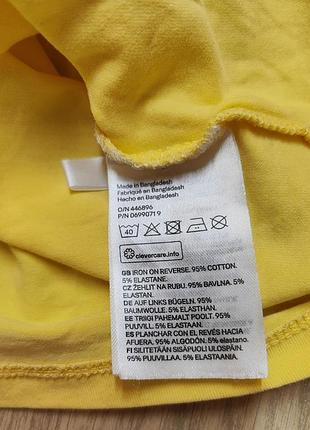 Made in Bangladesh
Fabriqué en Bangladesh
Hecho en Bangladesh
O/N 446896
P/N 06990719
40
clevercare.info
GB IRON ON REVERSE. 95% COTTON.
5% ELASTANE.
CZ ŽEHLIT NA RUBU. 95% BAVLNA. 5%
ELASTAN.
DE AUF LINKS BÜGELN. 95%
BAUMWOLLE. 5% ELASTHAN.
EE TRIIGI PAHEMALT POOLT. 95%
PUUVILL. 5% ELASTAAN.
ES PLANCHAR CON EL REVÉS HACIA
AFUERA, 95% ALGODÓN. 5% elastano.
FI SILITETÄÄN SISÄPUOLI ULOSPÄIN.
95% PUUVILLAA. 5% ELASTAANIA.